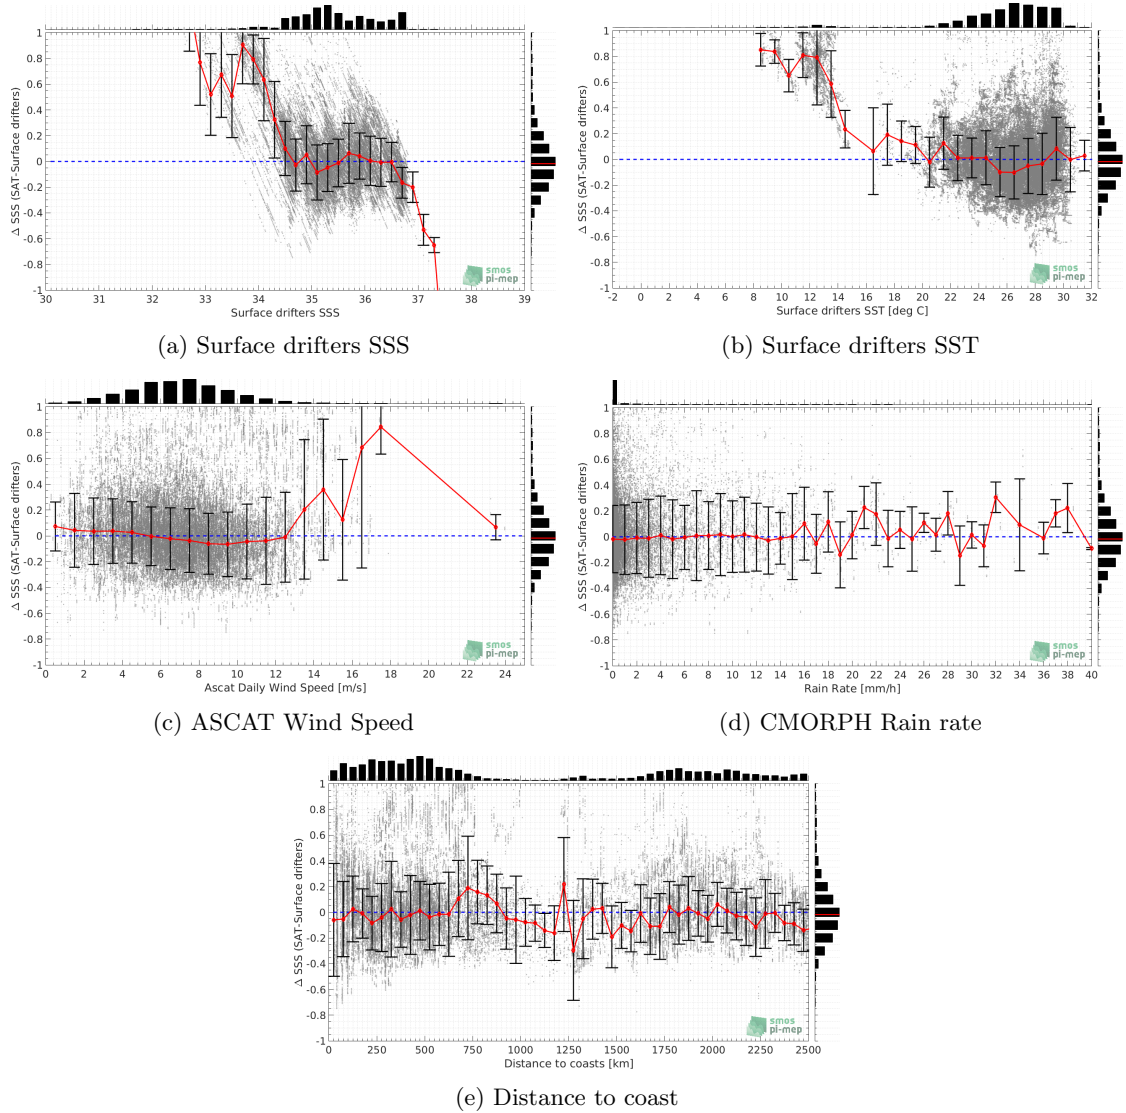 Δ SSS (SAT-Surface drifters)
1
0.8
0.6
0.4
0.2
0
-0.2
-0.4
-0.6
-0.8
-1
30 31 32 33 34 35 36 37 38 39
Surface drifters SSS
smos
pi-mep
(a) Surface drifters SSS
Δ SSS (SAT-Surface drifters)
1
0.8
0.6
0.4
0.2
0
-0.2
-0.4
-0.6
-0.8
-1
-2 0 2 4 6 8 10 12 14 16 18 20 22 24 26 28 30 32
Surface drifters SST [deg C]
smos
pi-mep
(b) Surface drifters SST
Δ SSS (SAT-Surface drifters)
1
0.8
0.6
0.4
0.2
0
-0.2
-0.4
-0.6
-0.8
-1
0 2 4 6 8 10 12 14 16 18 20 22 24
Ascat Daily Wind Speed [m/s]
smos
pi-mep
(c) ASCAT Wind Speed
Δ SSS (SAT-Surface drifters)
1
0.8
0.6
0.4
0.2
0
-0.2
-0.4
-0.6
-0.8
-1
0 2 4 6 8 10 12 14 16 18 20 22 24 26 28 30 32 34 36 38 40
Rain Rate [mm/h]
smos
pi-mep
(d) CMORPH Rain rate
Δ SSS (SAT-Surface drifters)
1
0.8
0.6
0.4
0.2
0
-0.2
-0.4
-0.6
-0.8
-1
0 250 500 750 1000 1250 1500 1750 2000 2250 2500
Distance to coasts [km]
smos
pi-mep
(e) Distance to coast